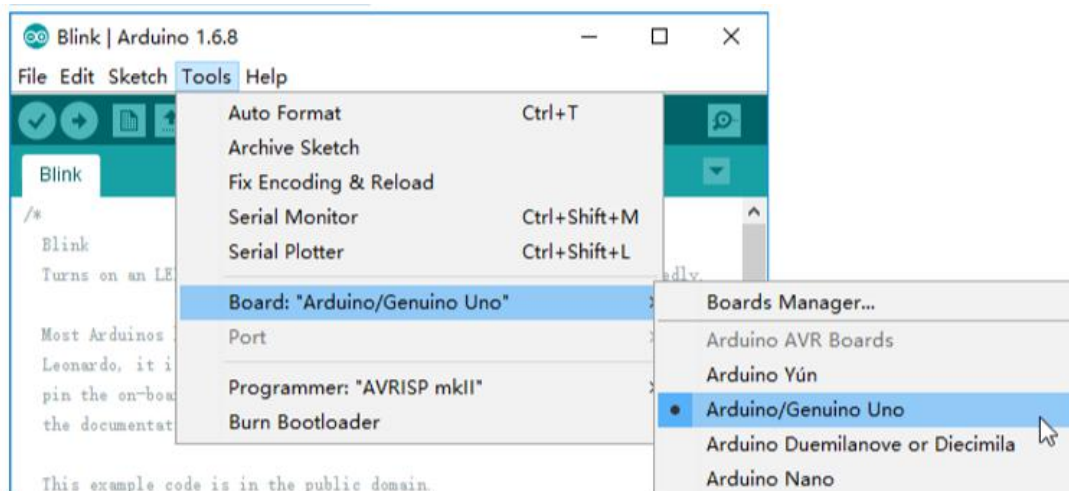 Blink | Arduino 1.6.8
File Edit Sketch Tools Help
Auto Format Ctrl+T
Archive Sketch
Blink
Fix Encoding & Reload
/*
Serial Monitor Ctrl+Shift+M
Blink
Serial Plotter Ctrl+Shift+L
Turns on an LE edly.
Board: "Arduino/Genuino Uno" Boards Manager...
Most Arduinos
Port Arduino AVR Boards
Leonardo, it i
Arduino Yún
Programmer: "AVRISP mkII"
pin the on-boa
Arduino/Genuino Uno
the documentat
Burn Bootloader
Arduino Duemilanove or Diecimila
Arduino Nano
This example code is in the public domain.